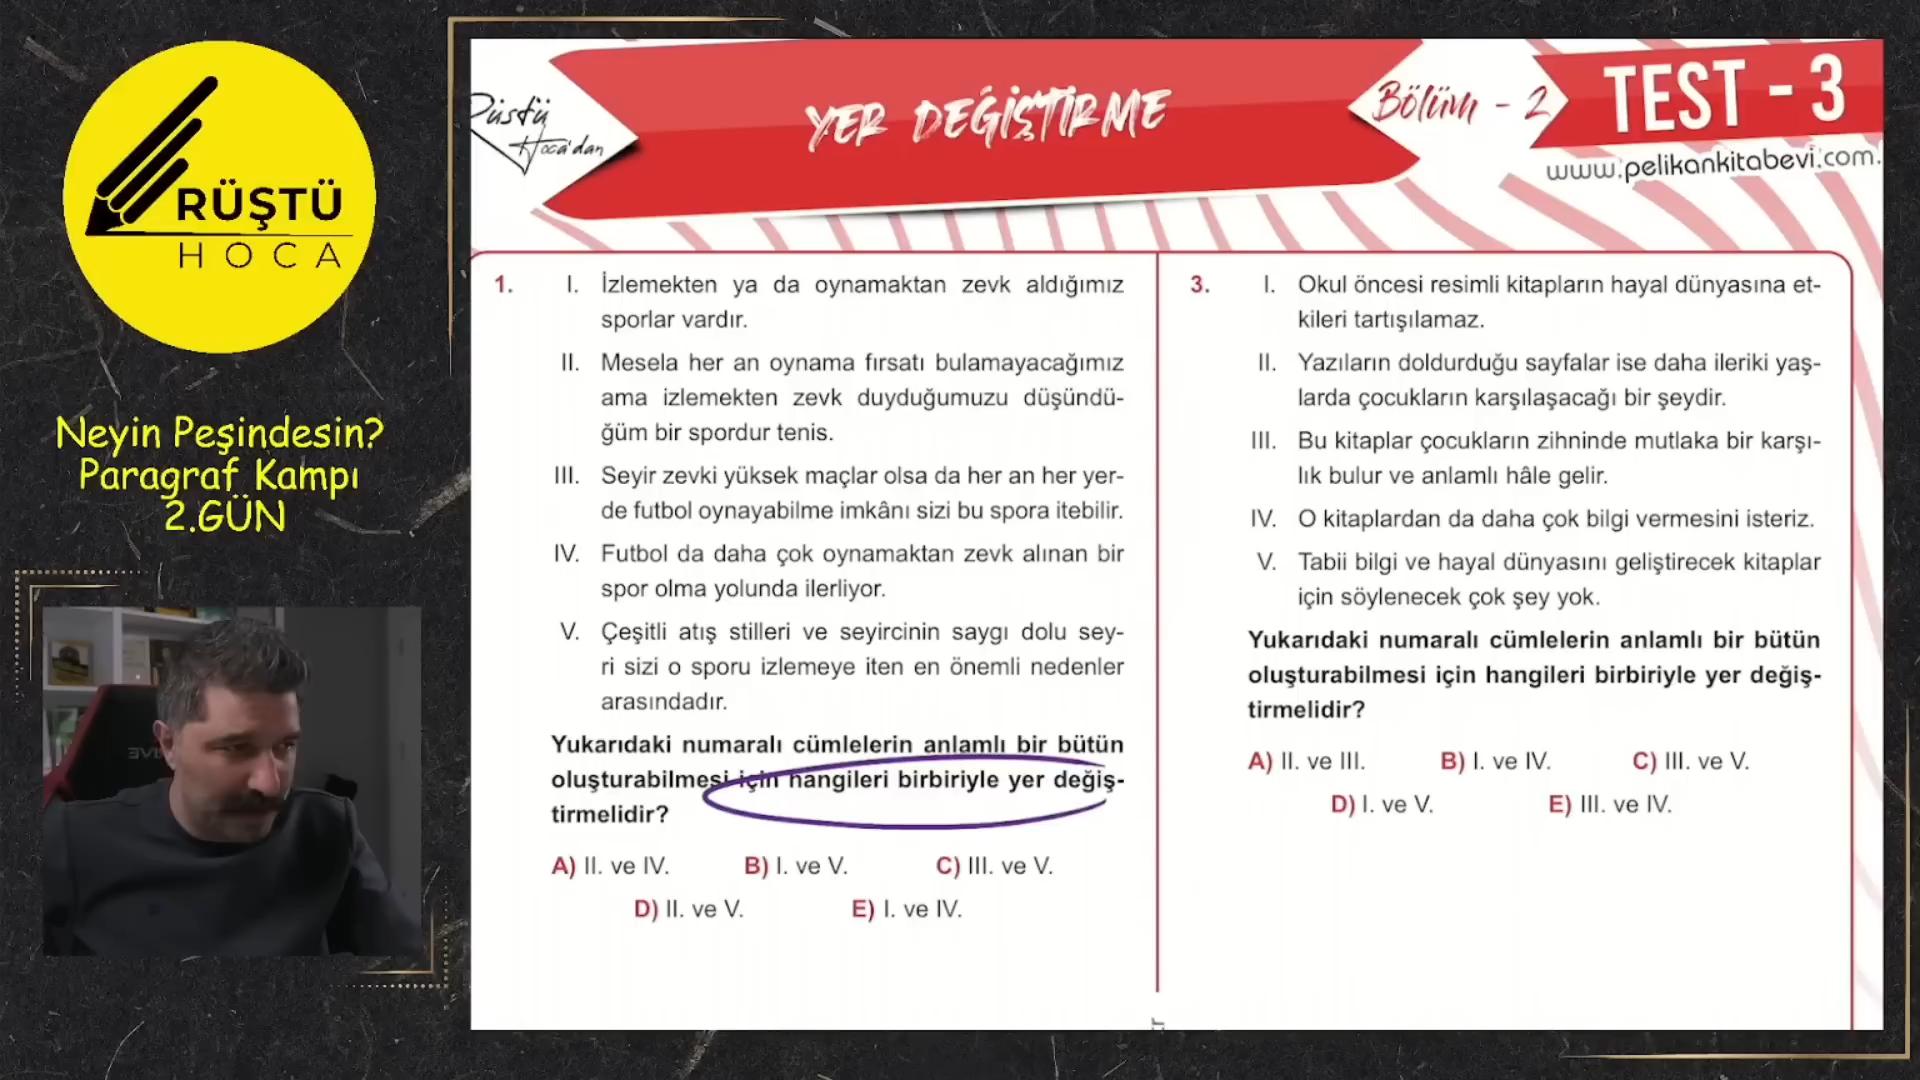 RÜŞTÜ
HOCA
Neyin Peşindesin?
Paragraf Kampı
2.GÜN
Rüştü
Hoca'dan
YER DEĞİŞTİRME
Bölüm - 2
TEST - 3
www.pelikankitabevi.com.
1. I. İzlemekten ya da oynamaktan zevk aldığımız
sporlar vardır.
II. Mesela her an oynama fırsatı bulamayacağımız
ama izlemekten zevk duyduğumuzu düşündü-
ğüm bir spordur tenis.
III. Seyir zevki yüksek maçlar olsa da her an her yer-
de futbol oynayabilme imkânı sizi bu spora itebilir.
IV. Futbol da daha çok oynamaktan zevk alınan bir
spor olma yolunda ilerliyor.
V. Çeşitli atış stilleri ve seyircinin saygı dolu sey-
ri sizi o sporu izlemeye iten en önemli nedenler
arasındadır.
Yukarıdaki numaralı cümlelerin anlamlı bir bütün
oluşturabilmesi için hangileri birbiriyle yer değiş-
tirmelidir?
A) II. ve IV. B) I. ve V. C) III. ve V.
D) II. ve V. E) I. ve IV.
3. I. Okul öncesi resimli kitapların hayal dünyasına et-
kileri tartışılamaz.
II. Yazıların doldurduğu sayfalar ise daha ileriki yaş-
larda çocukların karşılaşacağı bir şeydir.
III. Bu kitaplar çocukların zihninde mutlaka bir karşı-
lık bulur ve anlamlı hâle gelir.
IV. O kitaplardan da daha çok bilgi vermesini isteriz.
V. Tabii bilgi ve hayal dünyasını geliştirecek kitaplar
için söylenecek çok şey yok.
Yukarıdaki numaralı cümlelerin anlamlı bir bütün
oluşturabilmesi için hangileri birbiriyle yer değiş-
tirmelidir?
A) II. ve III. B) I. ve IV. C) III. ve V.
D) I. ve V. E) III. ve IV.